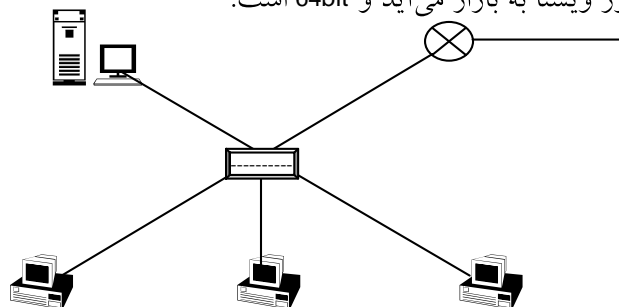 ویستا به بازار می‌آید و 64bit است.